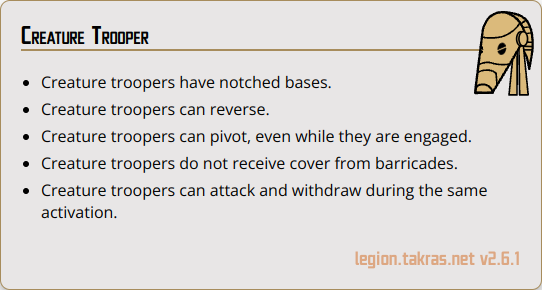 Creature Trooper
• Creature troopers have notched bases.
• Creature troopers can reverse.
• Creature troopers can pivot, even while they are engaged.
• Creature troopers do not receive cover from barricades.
• Creature troopers can attack and withdraw during the same
activation.
legion.takras.net v2.6.1